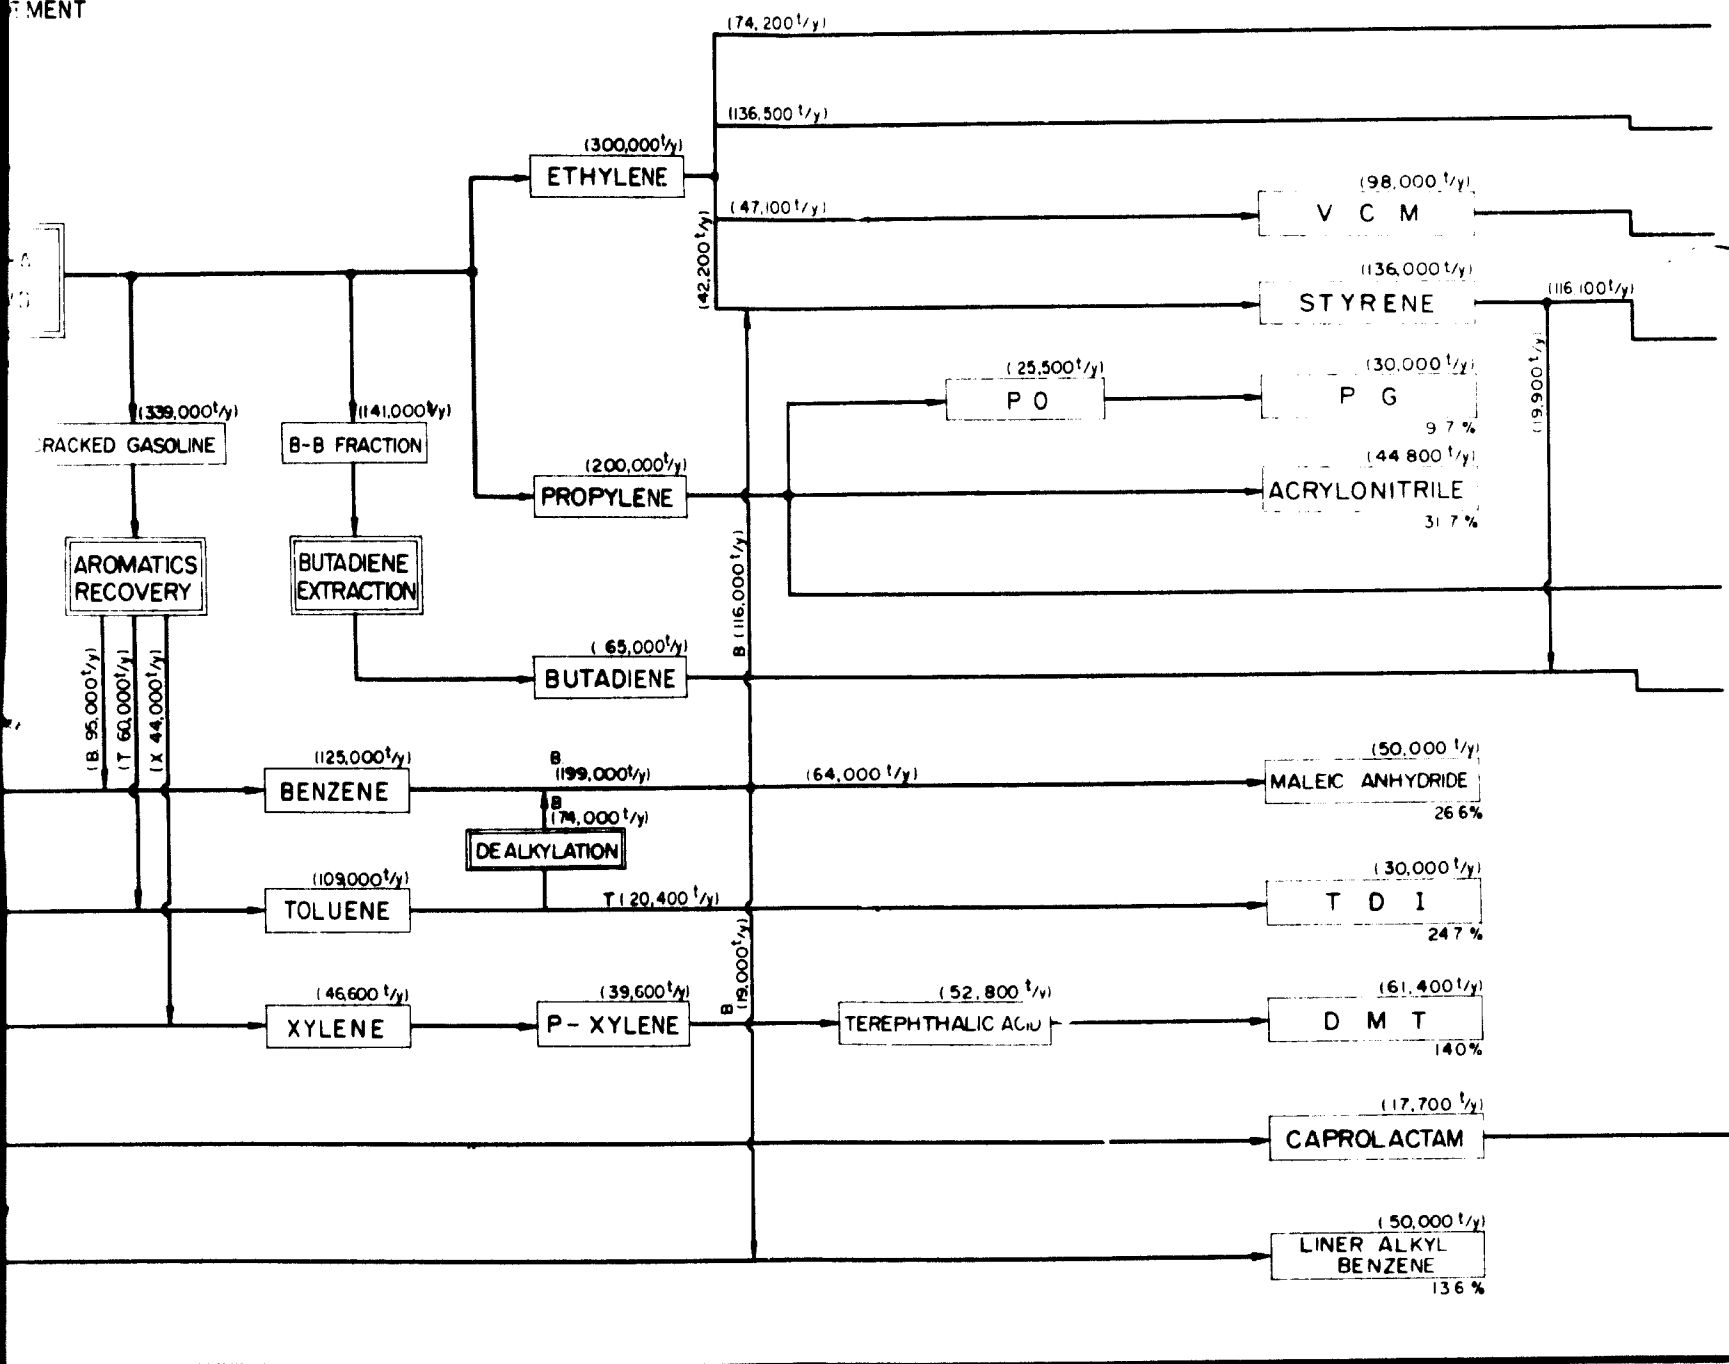 (74,200 t/y)
(136,500 t/y)
(300,000 t/y)
ETHYLENE
(47,100 t/y)
(98,000 t/y)
V C M
(42,200 t/y)
(136,000 t/y)
STYRENE
(116,100 t/y)
(19,900 t/y)
(25,500 t/y)
P O
(30,000 t/y)
P G
9.7 %
(339,000 t/y)
CRACKED GASOLINE
(141,000 t/y)
B-B FRACTION
(200,000 t/y)
PROPYLENE
(44,800 t/y)
ACRYLONITRILE
31.7 %
AROMATICS
RECOVERY
BUTADIENE
EXTRACTION
B (116,000 t/y)
(65,000 t/y)
BUTADIENE
(B 95,000 t/y)
(T 60,000 t/y)
(X 44,000 t/y)
(125,000 t/y)
BENZENE
B
(199,000 t/y)
(64,000 t/y)
(50,000 t/y)
MALEIC ANHYDRIDE
26.6 %
B
(74,000 t/y)
DEALKYLATION
(109,000 t/y)
TOLUENE
T (20,400 t/y)
(30,000 t/y)
T D I
24.7 %
B
(19,000 t/y)
(46,600 t/y)
XYLENE
(39,600 t/y)
P-XYLENE
(52,800 t/y)
TEREPHTHALIC ACID
(61,400 t/y)
D M T
14.0 %
(17,700 t/y)
CAPROLACTAM
(50,000 t/y)
LINER ALKYL
BENZENE
13.6 %